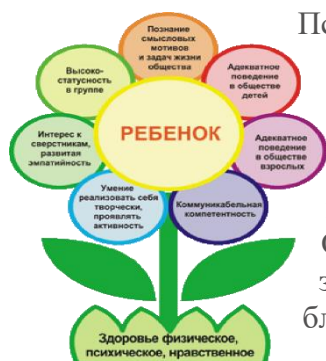 Познание
смысловых
мотивов
и задач жизни
общества
Высоко-
статусность
в группе
Адекватное
поведение
в обществе
детей
РЕБЕНОК
Интерес к
сверстникам,
развитая
эмпатийность
Адекватное
поведение
в обществе
взрослых
Умение
реализовать себя
творчески,
проявлять
активность
Коммуникабельная
компетентность
Здоровье физическое,
психическое, нравственное
Пс
з
бл